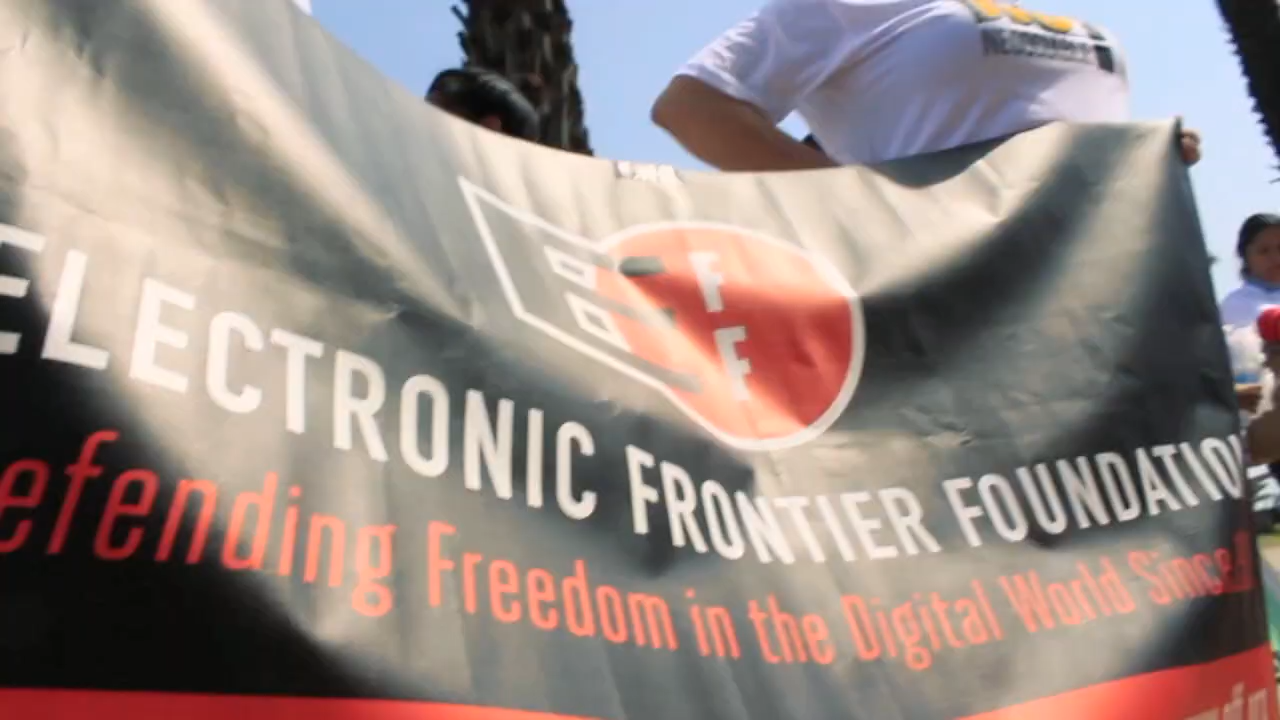 F
F
ELECTRONIC FRONTIER FOUNDATIO
efending Freedom in the Digital World Since